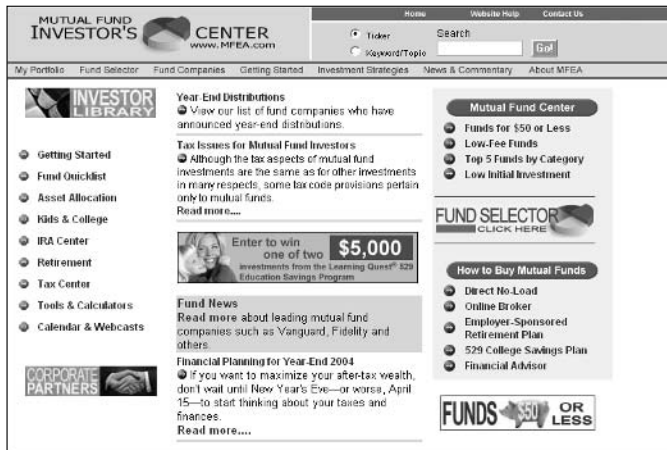 MUTUAL FUND
INVESTOR'S CENTER
www.MFEA.com
Home Website Help Contact Us
Ticker
Keyword/Topic
Search
Go!
My Portfolio Fund Selector Fund Companies Getting Started Investment Strategies News & Commentary About MFEA
INVESTOR
LIBRARY
Getting Started
Fund Quicklist
Asset Allocation
Kids & College
IRA Center
Retirement
Tax Center
Tools & Calculators
Calendar & Webcasts
CORPORATE
PARTNERS
Year-End Distributions
View our list of fund companies who have
announced year-end distributions.
Tax Issues for Mutual Fund Investors
Although the tax aspects of mutual fund
investments are the same as for other investments
in many respects, some tax code provisions pertain
only to mutual funds.
Read more....
Enter to win
one of two $5,000
investments from the Learning Quest® 529
Education Savings Program
Fund News
Read more about leading mutual fund
companies such as Vanguard, Fidelity and
others.
Financial Planning for Year-End 2004
If you want to maximize your after-tax wealth,
don't wait until New Year's Eve—or worse, April
15—to start thinking about your taxes and
finances.
Read more....
Mutual Fund Center
Funds for $50 or Less
Low-Fee Funds
Top 5 Funds by Category
Low Initial Investment
FUND SELECTOR
CLICK HERE
How to Buy Mutual Funds
Direct No-Load
Online Broker
Employer-Sponsored
Retirement Plan
529 College Savings Plan
Financial Advisor
FUNDS $50 OR
LESS